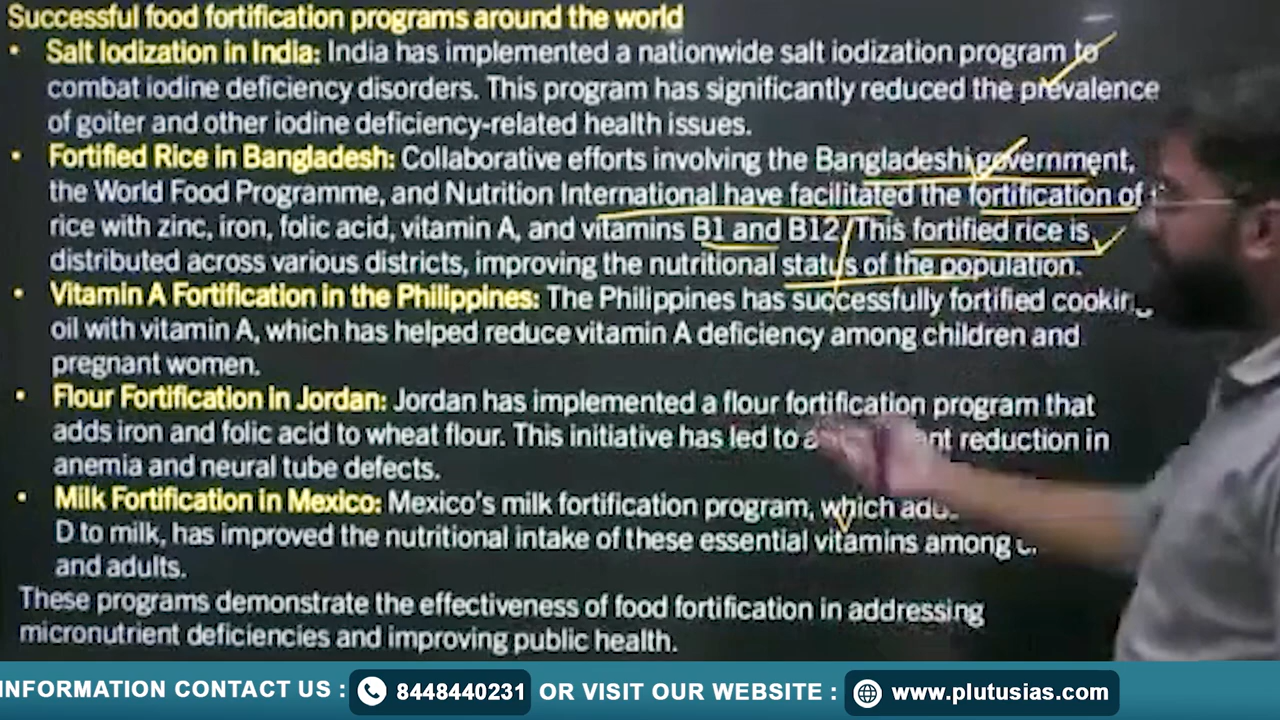 Successful food fortification programs around the world
• Salt Iodization in India: India has implemented a nationwide salt iodization program to
combat iodine deficiency disorders. This program has significantly reduced the prevalence
of goiter and other iodine deficiency-related health issues.
• Fortified Rice in Bangladesh: Collaborative efforts involving the Bangladeshi government,
the World Food Programme, and Nutrition International have facilitated the fortification of
rice with zinc, iron, folic acid, vitamin A, and vitamins B1 and B12. This fortified rice is
distributed across various districts, improving the nutritional status of the population.
• Vitamin A Fortification in the Philippines: The Philippines has successfully fortified
oil with vitamin A, which has helped reduce vitamin A deficiency among children and
pregnant women.
• Flour Fortification in Jordan: Jordan has implemented a flour fortification program that
adds iron and folic acid to wheat flour. This initiative has led to reduction in
anemia and neural tube defects.
• Milk Fortification in Mexico: Mexico's milk fortification program, which
D to milk, has improved the nutritional intake of these essential vitamins among
and adults.
These programs demonstrate the effectiveness of food fortification in addressing
micronutrient deficiencies and improving public health.
INFORMATION CONTACT US : 8448440231 OR VISIT OUR WEBSITE : www.plutusias.com